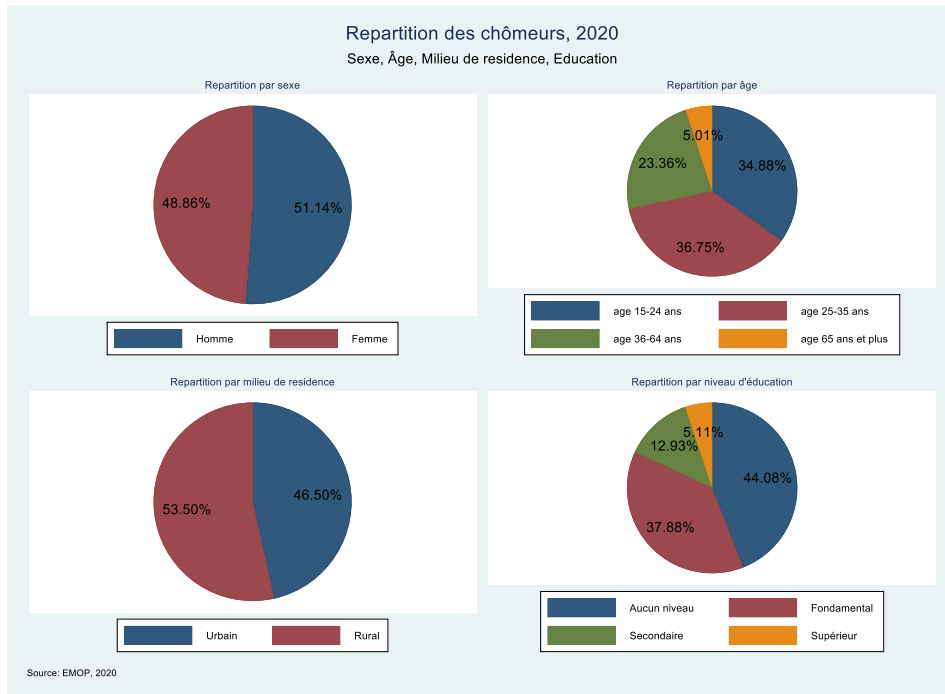 Repartition des chômeurs, 2020
Sexe, Âge, Milieu de residence, Education
Repartition par sexe
48.86%
51.14%
Homme
Femme
Repartition par âge
5.01%
23.36%
34.88%
36.75%
age 15-24 ans
age 25-35 ans
age 36-64 ans
age 65 ans et plus
Repartition par milieu de residence
53.50%
46.50%
Urbain
Rural
Repartition par niveau d'éducation
5.11%
12.93%
44.08%
37.88%
Aucun niveau
Fondamental
Secondaire
Supérieur
Source: EMOP, 2020